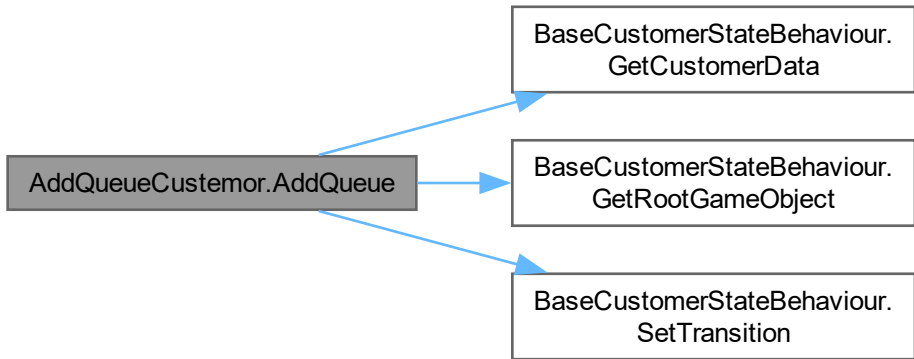 BaseCustomerStateBehaviour.
GetCustomerData
AddQueueCustemor.AddQueue
BaseCustomerStateBehaviour.
GetRootGameObject
BaseCustomerStateBehaviour.
SetTransition